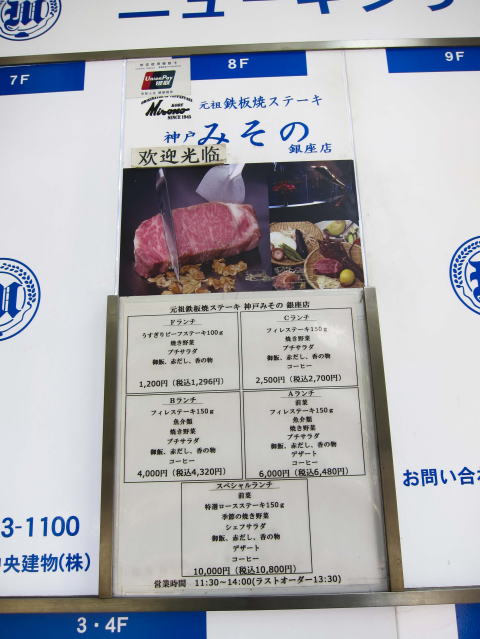 ニューキンク
7F
8F
9F
UnionPay
银联
KOBE
Misono
SINCE 1945
元祖 鉄板焼ステーキ
神戸 みその
銀座店
欢迎光临
元祖鉄板焼ステーキ 神戸みその 銀座店
Fランチ
うすぎりビーフステーキ100g
焼き野菜
プチサラダ
御飯、赤だし、香の物
1,200円（税込1,296円）
Cランチ
フィレステーキ150g
焼き野菜
プチサラダ
御飯、赤だし、香の物
コーヒー
2,500円（税込2,700円）
Bランチ
フィレステーキ150g
魚介類
焼き野菜
プチサラダ
御飯、赤だし、香の物
コーヒー
4,000円（税込4,320円）
Aランチ
前菜
フィレステーキ150g
魚介類
焼き野菜
プチサラダ
御飯、赤だし、香の物
デザート
コーヒー
6,000円（税込6,480円）
スペシャルランチ
前菜
特選ロースステーキ150g
季節の焼き野菜
シェフサラダ
御飯、赤だし、香の物
デザート
コーヒー
10,000円（税込10,800円）
営業時間 11:30～14:00(ラストオーダー13:30)
お問い合
3-1100
央建物(株)
3・4F